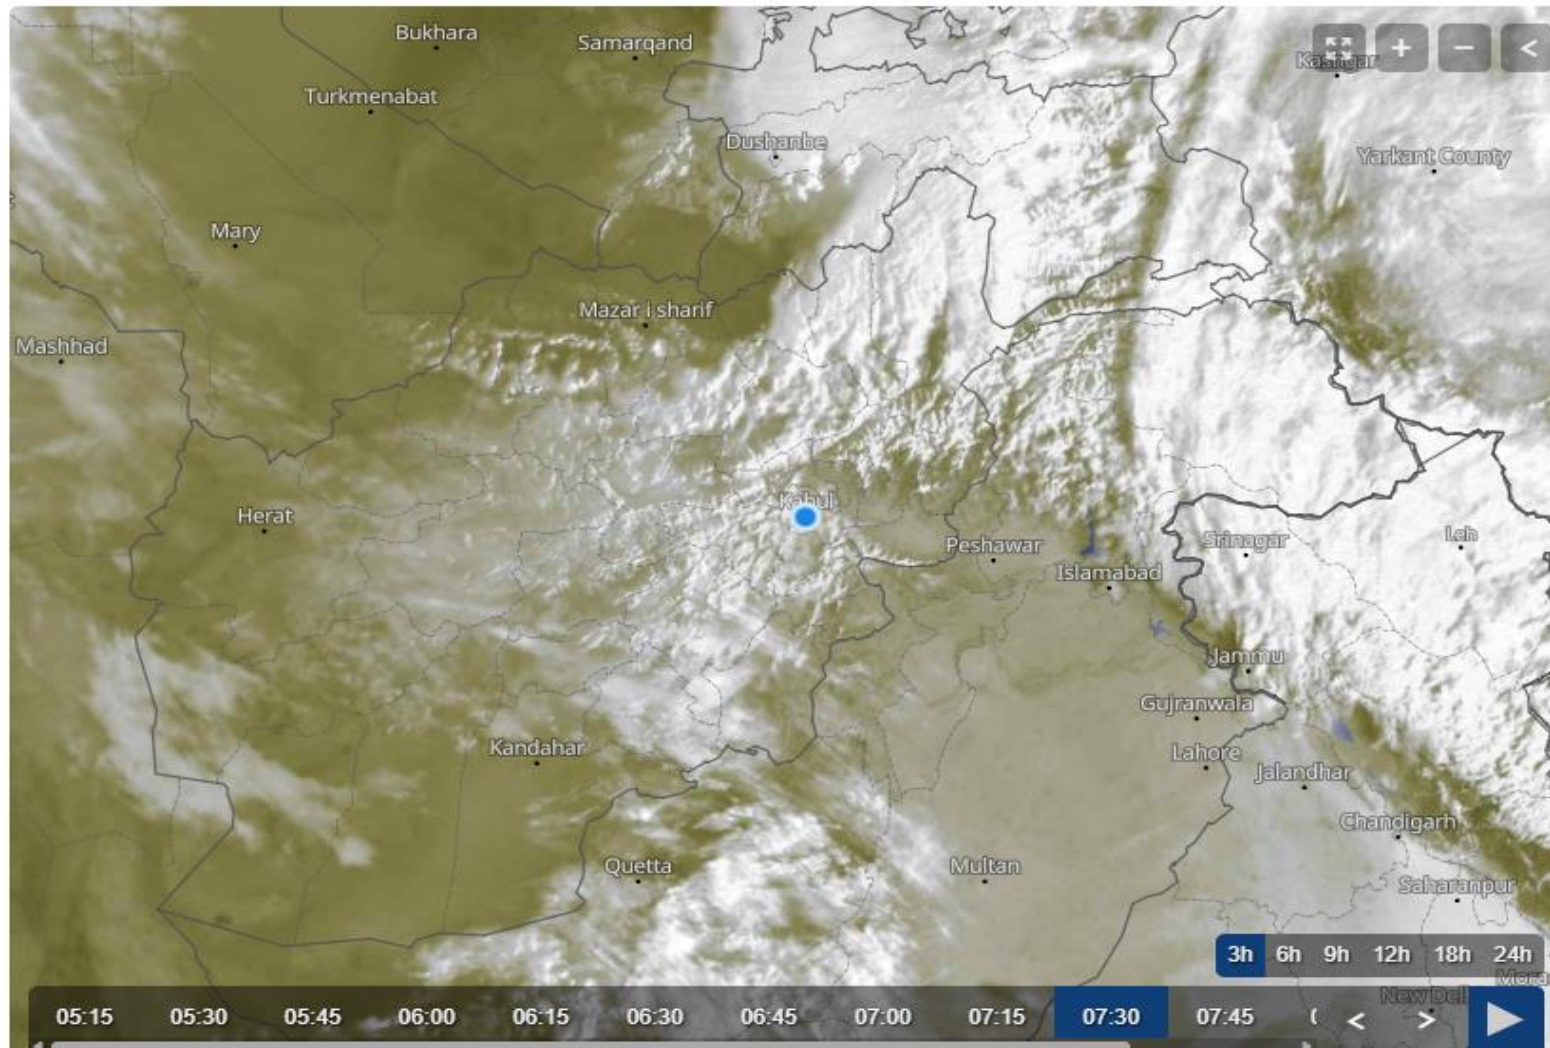 Bukhara
Samarqand
+ − <
Kashgar
Turkmenabat
Dushanbe
Yarkant County
Mary
Mazar i sharif
Mashhad
Kabul
Herat
Peshawar
Srinagar
Leh
Islamabad
Jammu
Gujranwala
Kandahar
Lahore
Jalandhar
Chandigarh
Quetta
Multan
Saharanpur
3h 6h 9h 12h 18h 24h
Mora
New Del
05:15 05:30 05:45 06:00 06:15 06:30 06:45 07:00 07:15 07:30 07:45 < >